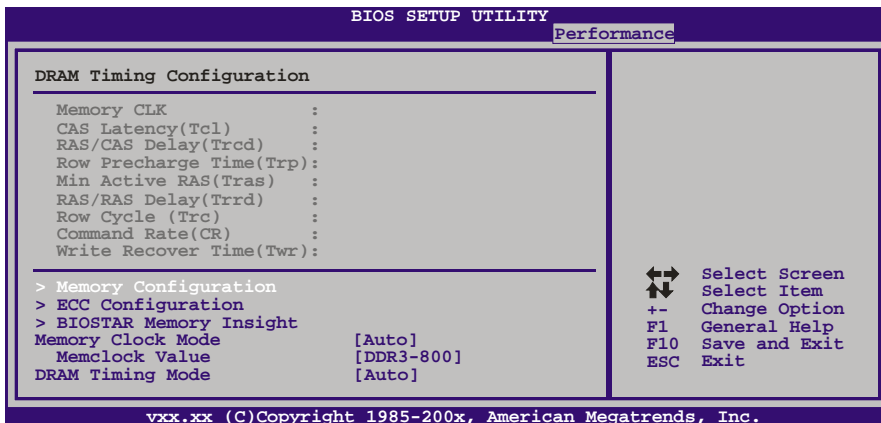 BIOS SETUP UTILITY
Performance
DRAM Timing Configuration
Memory CLK :
CAS Latency(Tcl) :
RAS/CAS Delay(Trcd) :
Row Precharge Time(Trp):
Min Active RAS(Tras) :
RAS/RAS Delay(Trrd) :
Row Cycle (Trc) :
Command Rate(CR) :
Write Recover Time(Twr):
> Memory Configuration
> ECC Configuration
> BIOSTAR Memory Insight
Memory Clock Mode [Auto]
Memclock Value [DDR3-800]
DRAM Timing Mode [Auto]
Select Screen
Select Item
+- Change Option
F1 General Help
F10 Save and Exit
ESC Exit
vxx.xx (C)Copyright 1985-200x, American Megatrends, Inc.